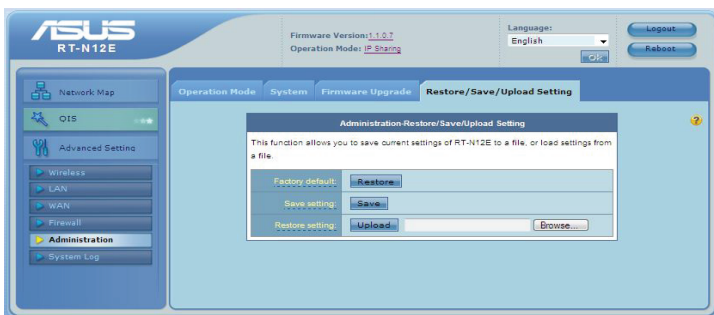 ASUS
RT-N12E
Firmware Version:1.1.0.7
Operation Mode: IP Sharing
Language:
English
Ok
Logout
Reboot
Network Map
QIS
Advanced Setting
Wireless
LAN
WAN
Firewall
Administration
System Log
Operation Mode System Firmware Upgrade Restore/Save/Upload Setting
Administration-Restore/Save/Upload Setting
This function allows you to save current settings of RT-N12E to a file, or load settings from
a file.
Factory default: Restore
Save setting: Save
Restore setting: Upload Browse...
?